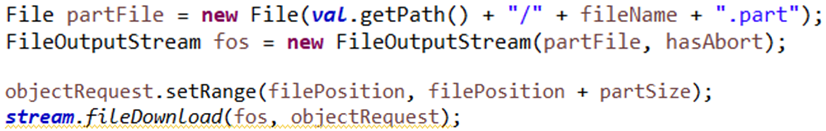 File partFile = new File(val.getPath() + "/" + fileName + ".part");
FileOutputStream fos = new FileOutputStream(partFile, hasAbort);
objectRequest.setRange(filePosition, filePosition + partSize);
stream.fileDownload(fos, objectRequest);